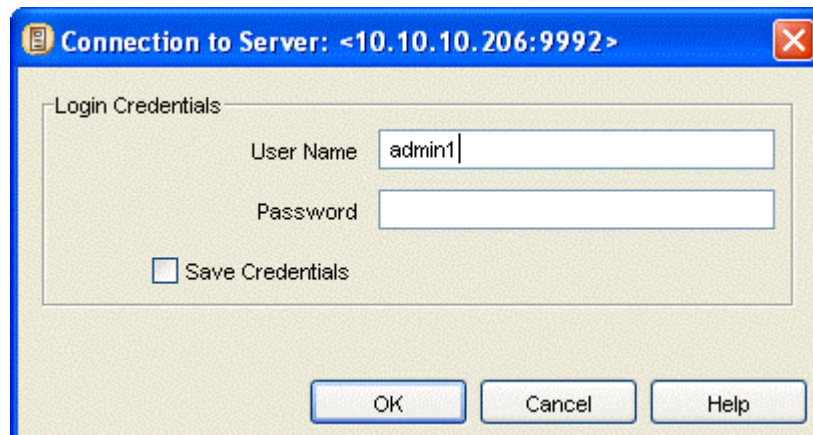 Connection to Server: <10.10.10.206:9992>
Login Credentials
User Name admin1
Password
Save Credentials
OK Cancel Help